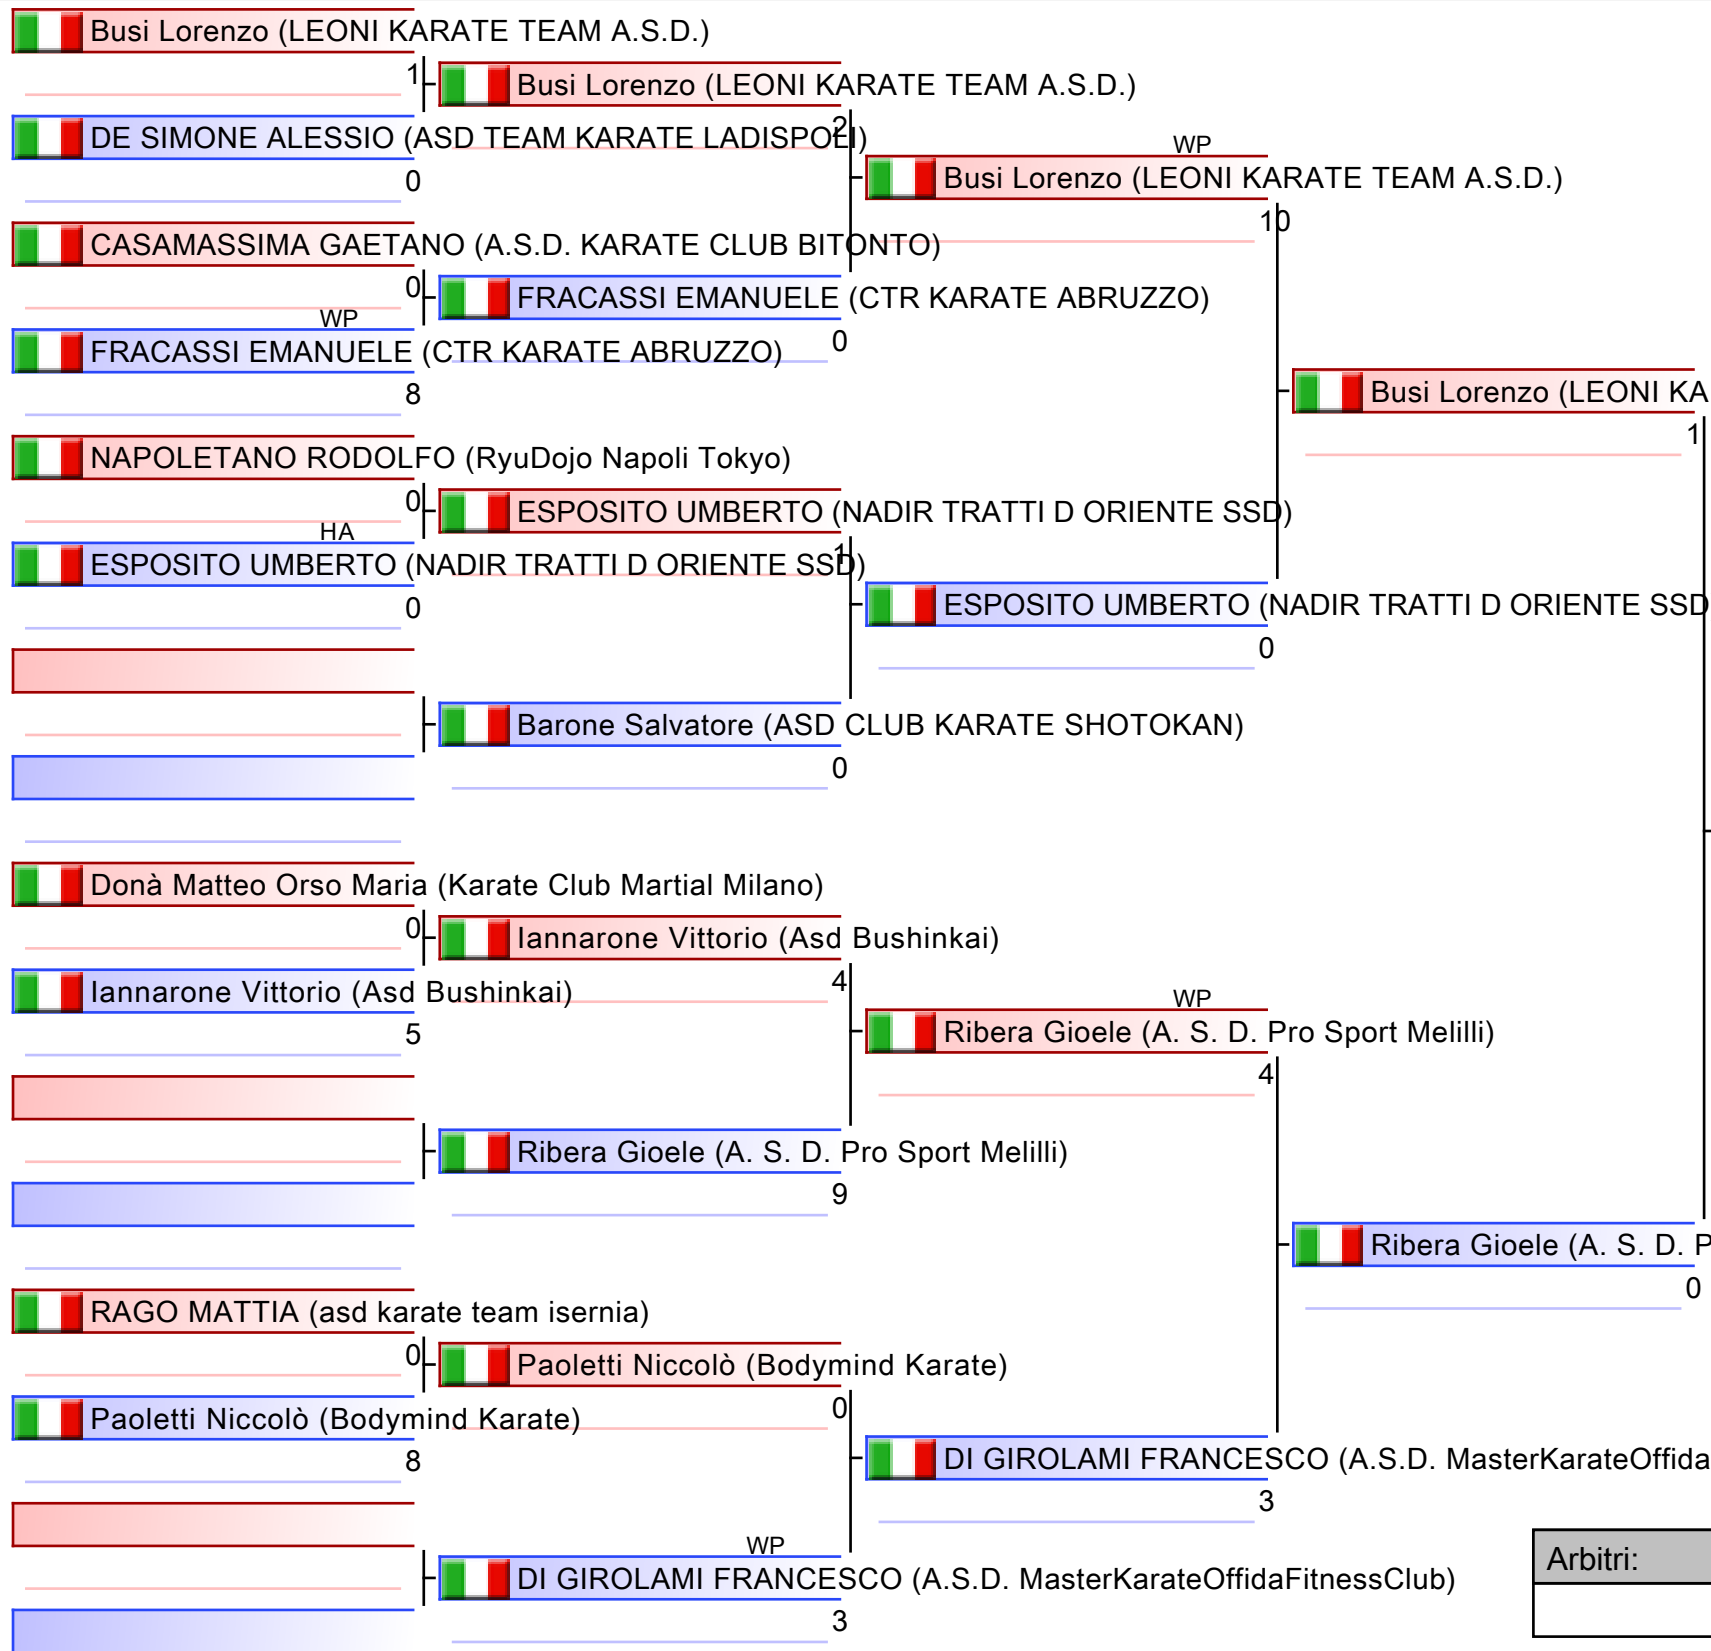 Busi Lorenzo (LEONI KARATE TEAM A.S.D.)
1
Busi Lorenzo (LEONI KARATE TEAM A.S.D.)
2
DE SIMONE ALESSIO (ASD TEAM KARATE LADISPOLI)
0
WP
Busi Lorenzo (LEONI KARATE TEAM A.S.D.)
10
CASAMASSIMA GAETANO (A.S.D. KARATE CLUB BITONTO)
0
FRACASSI EMANUELE (CTR KARATE ABRUZZO)
0
WP
FRACASSI EMANUELE (CTR KARATE ABRUZZO)
8
Busi Lorenzo (LEONI KA
1
NAPOLETANO RODOLFO (RyuDojo Napoli Tokyo)
0
ESPOSITO UMBERTO (NADIR TRATTI D ORIENTE SSD)
1
HA
ESPOSITO UMBERTO (NADIR TRATTI D ORIENTE SSD)
0
ESPOSITO UMBERTO (NADIR TRATTI D ORIENTE SSD
0
Barone Salvatore (ASD CLUB KARATE SHOTOKAN)
0
Donà Matteo Orso Maria (Karate Club Martial Milano)
0
Iannarone Vittorio (Asd Bushinkai)
4
Iannarone Vittorio (Asd Bushinkai)
5
WP
Ribera Gioele (A. S. D. Pro Sport Melilli)
4
Ribera Gioele (A. S. D. Pro Sport Melilli)
9
Ribera Gioele (A. S. D. P
0
RAGO MATTIA (asd karate team isernia)
0
Paoletti Niccolò (Bodymind Karate)
0
Paoletti Niccolò (Bodymind Karate)
8
DI GIROLAMI FRANCESCO (A.S.D. MasterKarateOffida
3
WP
DI GIROLAMI FRANCESCO (A.S.D. MasterKarateOffidaFitnessClub)
3
Arbitri: